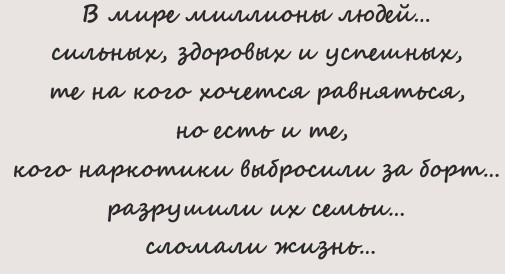 В мире миллионы людей...
сильных, здоровых и успешных,
те на кого хочется равняться,
но есть и те,
кого наркотики выбросили за борт...
разрушили их семьи...
сломали жизнь...